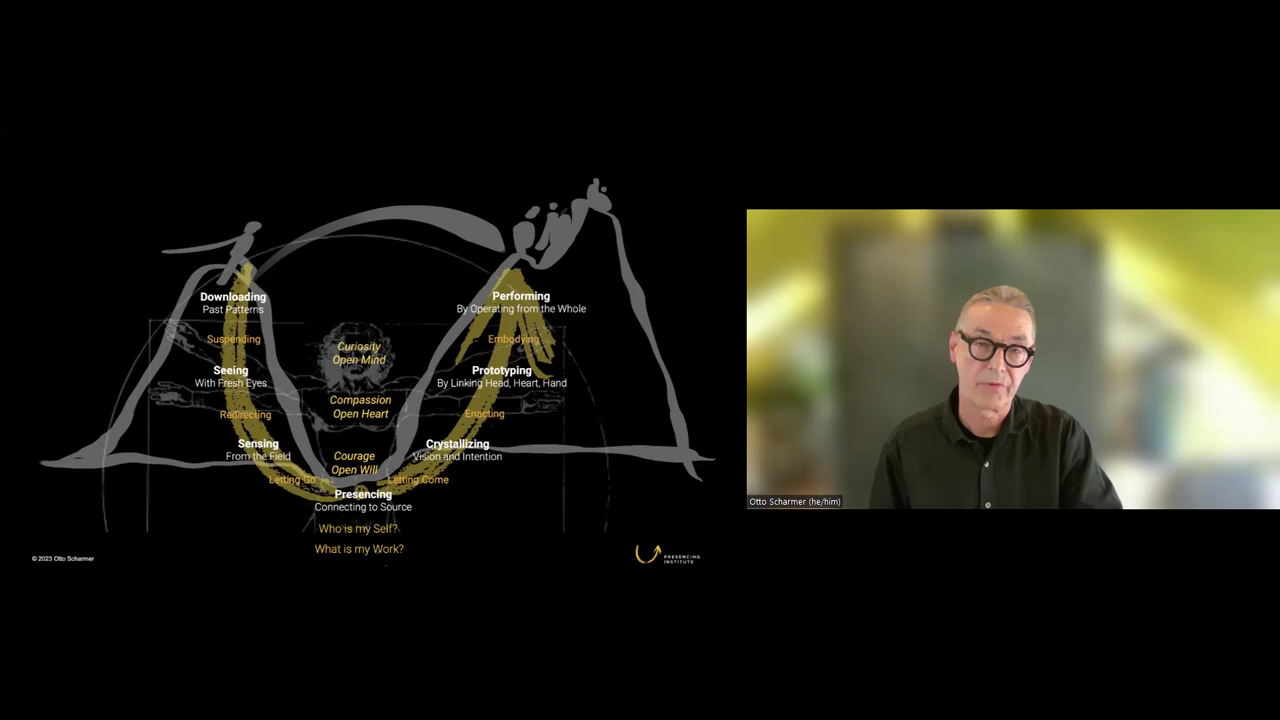 Downloading
Past Patterns
Suspending
Seeing
With Fresh Eyes
Redirecting
Sensing
From the Field
Letting Go
Curiosity
Open Mind
Compassion
Open Heart
Courage
Open Will
Presencing
Connecting to Source
Who is my Self?
What is my Work?
Performing
By Operating from the Whole
Embodying
Prototyping
By Linking Head, Heart, Hand
Enacting
Crystallizing
Vision and Intention
Letting Come
© 2023 Otto Scharmer
PRESENCING
INSTITUTE
Otto Scharmer (he/him)